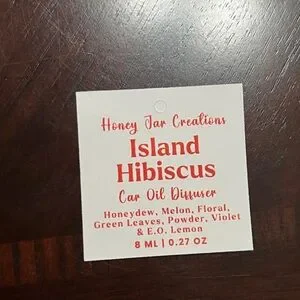 Honey Jar Creations
Island
Hibiscus
Car Oil Diffuser
Honeydew, Melon, Floral,
Green Leaves, Powder, Violet
& E.O. Lemon
8 ML | 0.27 OZ